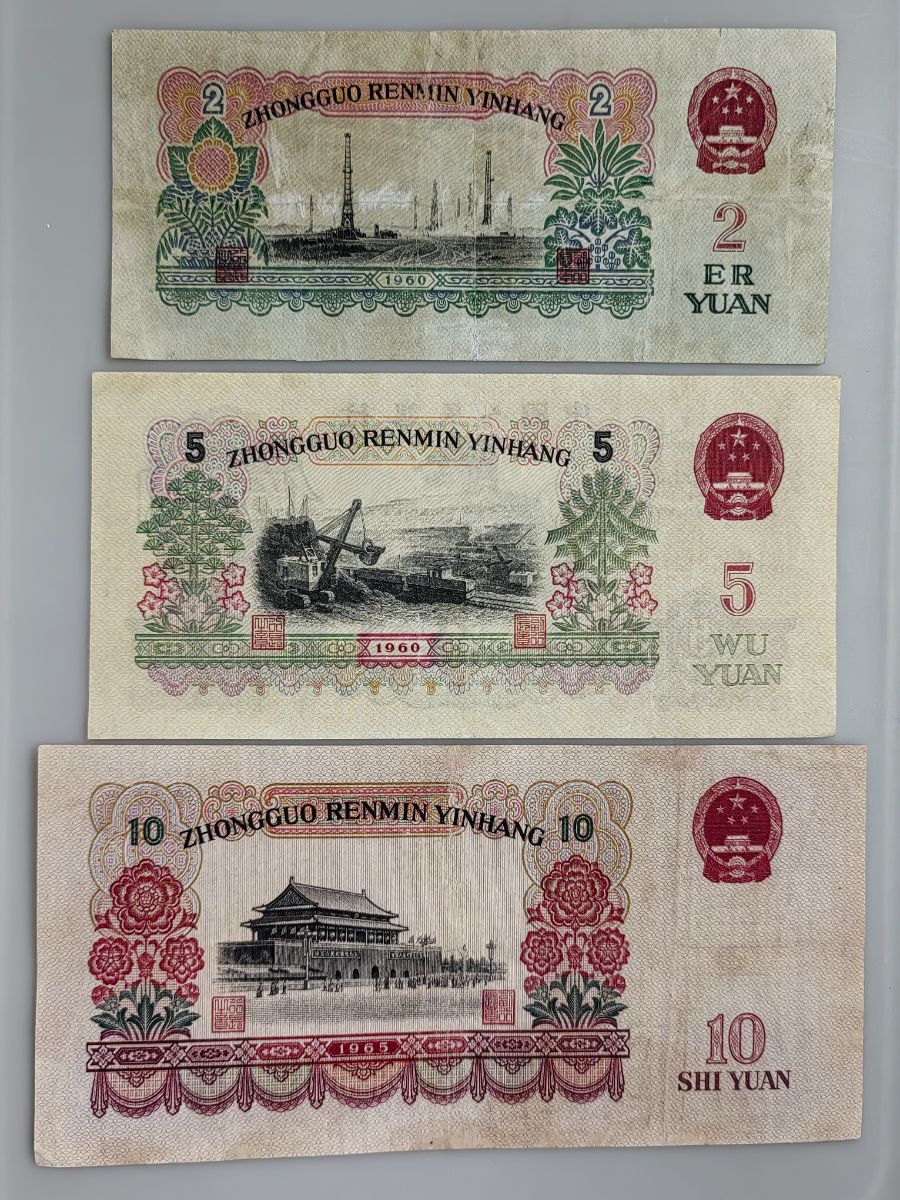 2 ZHONGGUO RENMIN YINHANG 2
2
ER
YUAN
1960
5 ZHONGGUO RENMIN YINHANG 5
5
WU
YUAN
1960
10 ZHONGGUO RENMIN YINHANG 10
10
SHI YUAN
1965